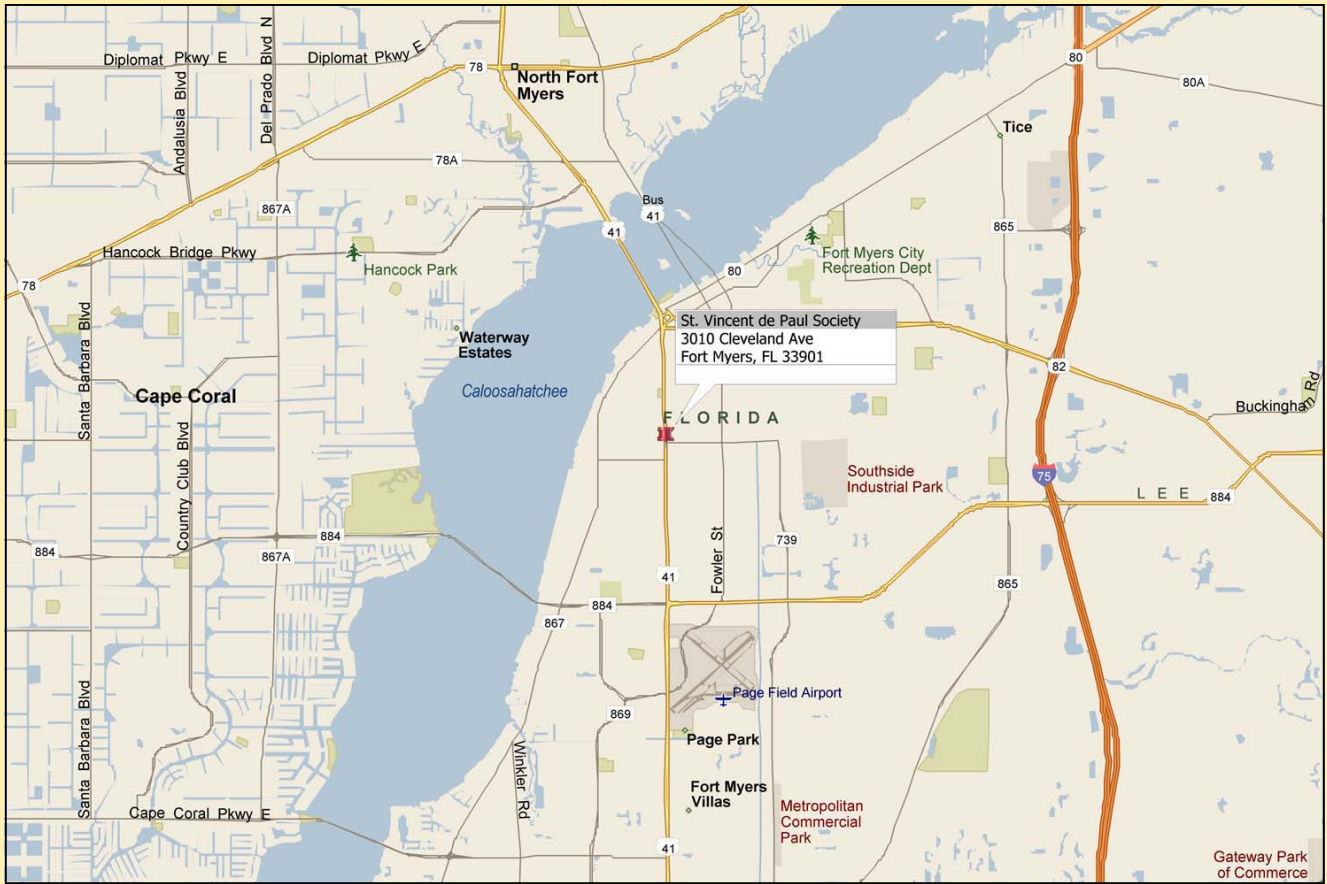 Diplomat Pkwy E
Diplomat Pkwy E
Andalusia Blvd
Del Prado Blvd N
78
North Fort
Myers
80
80A
Tice
78A
867A
Bus
41
41
865
Hancock Bridge Pkwy
Hancock Park
Fort Myers City
Recreation Dept
80
78
Santa Barbara Blvd
Waterway
Estates
St. Vincent de Paul Society
3010 Cleveland Ave
Fort Myers, FL 33901
82
Cape Coral
Caloosahatchee
FLORIDA
Buckingham Rd
Country Club Blvd
Southside
Industrial Park
75
LEE
884
884
884
867A
Fowler St
739
41
884
865
867
Santa Barbara Blvd
869
Page Field Airport
Page Park
Winkler Rd
Fort Myers
Villas
Cape Coral Pkwy E
Metropolitan
Commercial
Park
41
Gateway Park
of Commerce